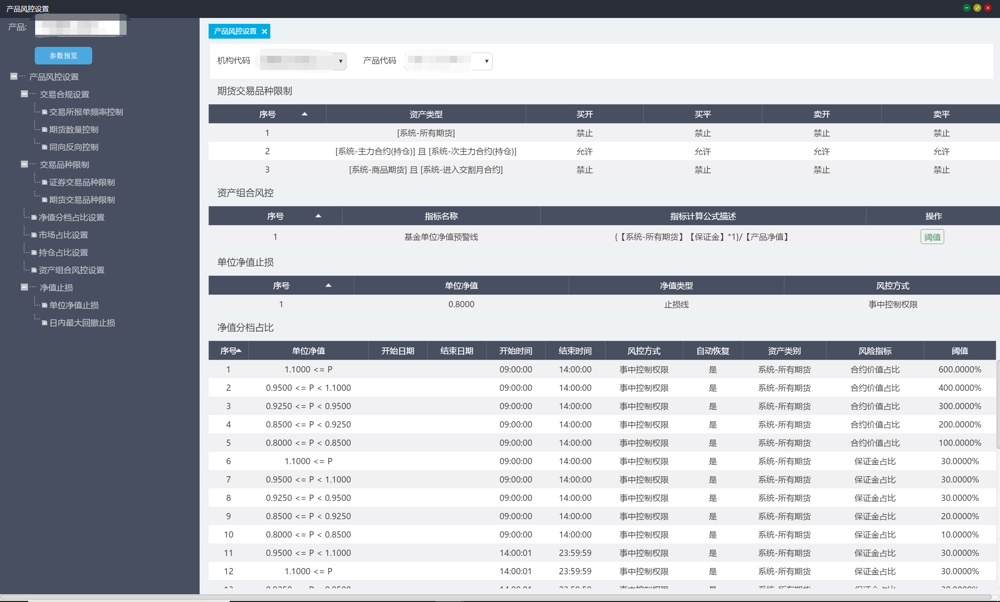 产品风控设置
产品:
参数预览
产品风控设置
交易合规设置
交易所报单频率控制
期货数量控制
同向反向控制
交易品种限制
证券交易品种限制
期货交易品种限制
净值分档占比设置
市场占比设置
持仓占比设置
资产组合风控设置
净值止损
单位净值止损
日内最大回撤止损
产品风控设置
机构代码 产品代码
期货交易品种限制
序号 资产类型 买开 买平 卖开 卖平
1 [系统-所有期货] 禁止 禁止 禁止 禁止
2 [系统-主力合约(持仓)] 且 [系统-次主力合约(持仓)] 允许 允许 允许 允许
3 [系统-商品期货] 且 [系统-进入交割月合约] 禁止 禁止 禁止 禁止
资产组合风控
序号 指标名称 指标计算公式描述 操作
1 基金单位净值预警线 {【系统-所有期货】【保证金】*1}/【产品净值】 阈值
单位净值止损
序号 单位净值 净值类型 风控方式
1 0.8000 止损线 事中控制权限
净值分档占比
序号 单位净值 开始日期 结束日期 开始时间 结束时间 风控方式 自动恢复 资产类别 风险指标 阈值
1 1.1000 <= P 09:00:00 14:00:00 事中控制权限 是 系统-所有期货 合约价值占比 600.0000%
2 0.9500 <= P < 1.1000 09:00:00 14:00:00 事中控制权限 是 系统-所有期货 合约价值占比 400.0000%
3 0.9250 <= P < 0.9500 09:00:00 14:00:00 事中控制权限 是 系统-所有期货 合约价值占比 300.0000%
4 0.8500 <= P < 0.9250 09:00:00 14:00:00 事中控制权限 是 系统-所有期货 合约价值占比 200.0000%
5 0.8000 <= P < 0.8500 09:00:00 14:00:00 事中控制权限 是 系统-所有期货 合约价值占比 100.0000%
6 1.1000 <= P 09:00:00 14:00:00 事中控制权限 是 系统-所有期货 保证金占比 30.0000%
7 0.9500 <= P < 1.1000 09:00:00 14:00:00 事中控制权限 是 系统-所有期货 保证金占比 30.0000%
8 0.9250 <= P < 0.9500 09:00:00 14:00:00 事中控制权限 是 系统-所有期货 保证金占比 30.0000%
9 0.8500 <= P < 0.9250 09:00:00 14:00:00 事中控制权限 是 系统-所有期货 保证金占比 20.0000%
10 0.8000 <= P < 0.8500 09:00:00 14:00:00 事中控制权限 是 系统-所有期货 保证金占比 10.0000%
11 0.9500 <= P < 1.1000 14:00:01 23:59:59 事中控制权限 是 系统-所有期货 保证金占比 30.0000%
12 1.1000 <= P 14:00:01 23:59:59 事中控制权限 是 系统-所有期货 保证金占比 30.0000%